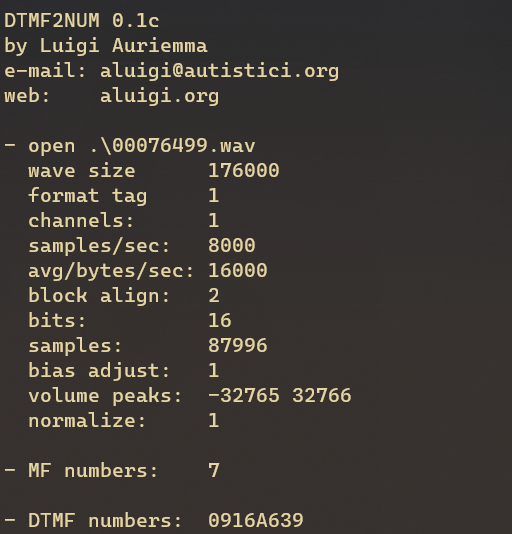 DTMF2NUM 0.1c
by Luigi Auriemma
e-mail: aluigi@autistici.org
web:    aluigi.org

- open .\00076499.wav
  wave size      176000
  format tag     1
  channels:      1
  samples/sec:   8000
  avg/bytes/sec: 16000
  block align:   2
  bits:          16
  samples:       87996
  bias adjust:   1
  volume peaks:  -32765 32766
  normalize:     1

- MF numbers:    7

- DTMF numbers:  0916A639